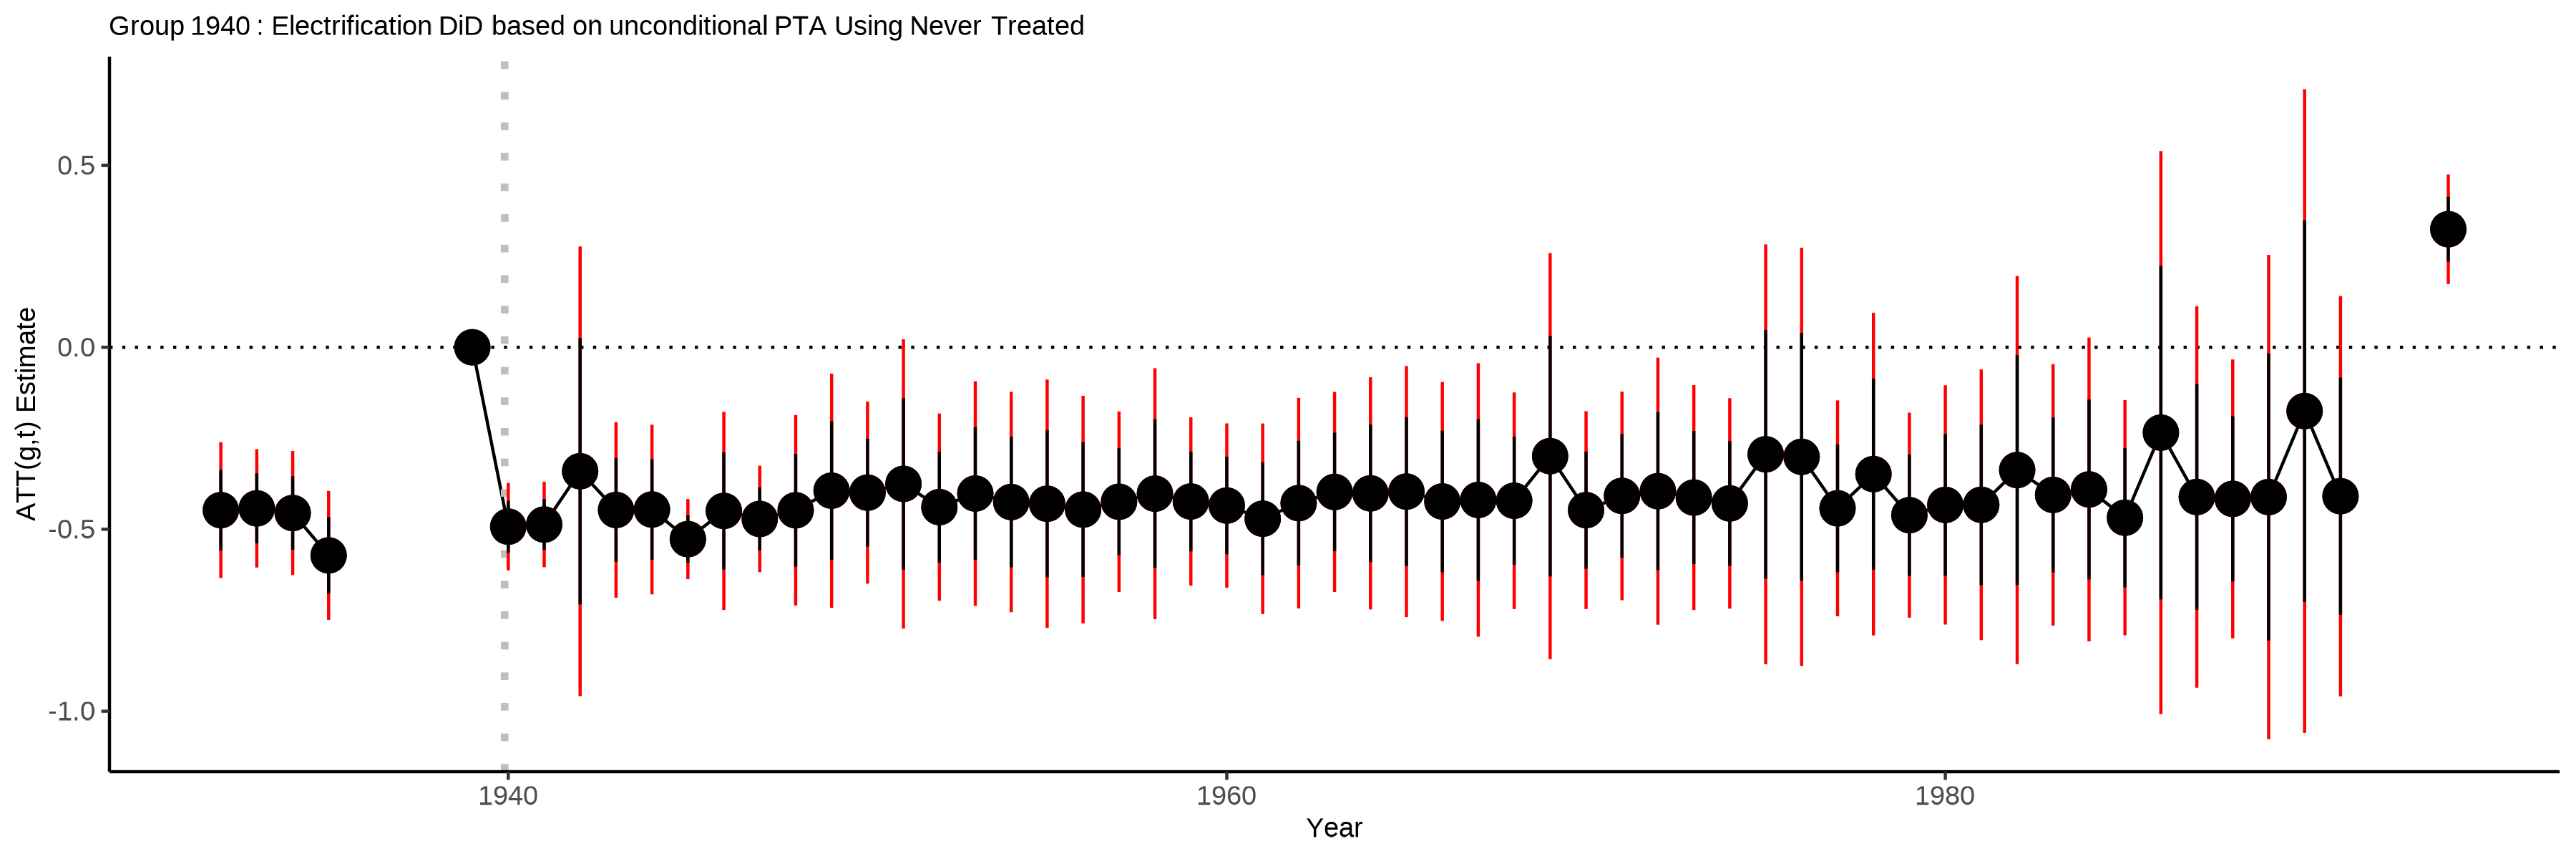 Group 1940 : Electrification DiD based on unconditional PTA Using Never Treated
ATT(g,t) Estimate
0.5
0.0
-0.5
-1.0
1940
1960
1980
Year